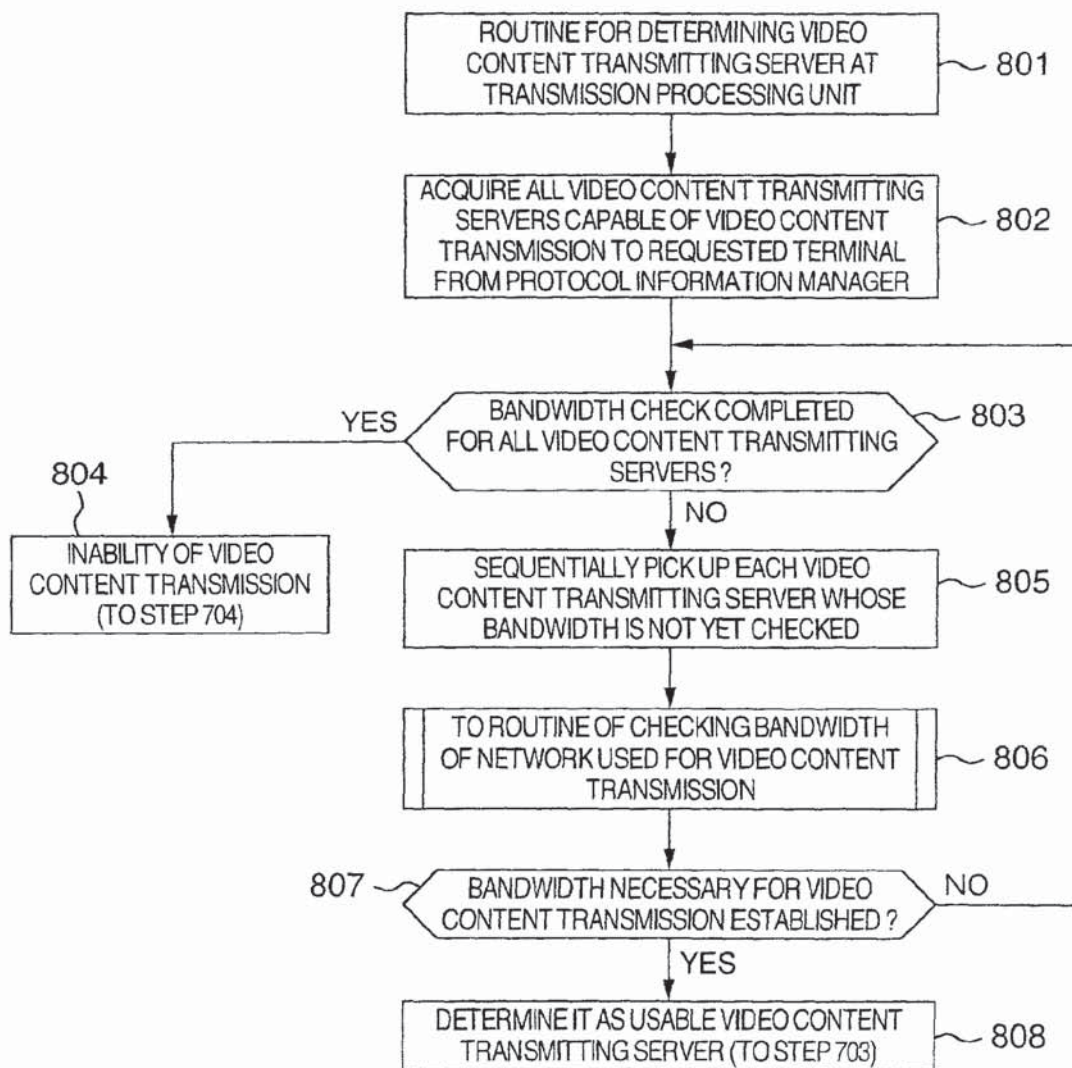 ROUTINE FOR DETERMINING VIDEO
CONTENT TRANSMITTING SERVER AT
TRANSMISSION PROCESSING UNIT
801
ACQUIRE ALL VIDEO CONTENT TRANSMITTING
SERVERS CAPABLE OF VIDEO CONTENT
TRANSMISSION TO REQUESTED TERMINAL
FROM PROTOCOL INFORMATION MANAGER
802
YES
BANDWIDTH CHECK COMPLETED
FOR ALL VIDEO CONTENT TRANSMITTING
SERVERS ?
803
804
NO
INABILITY OF VIDEO
CONTENT TRANSMISSION
(TO STEP 704)
SEQUENTIALLY PICK UP EACH VIDEO
CONTENT TRANSMITTING SERVER WHOSE
BANDWIDTH IS NOT YET CHECKED
805
TO ROUTINE OF CHECKING BANDWIDTH
OF NETWORK USED FOR VIDEO CONTENT
TRANSMISSION
806
807
BANDWIDTH NECESSARY FOR VIDEO
CONTENT TRANSMISSION ESTABLISHED ?
NO
YES
DETERMINE IT AS USABLE VIDEO CONTENT
TRANSMITTING SERVER (TO STEP 703)
808